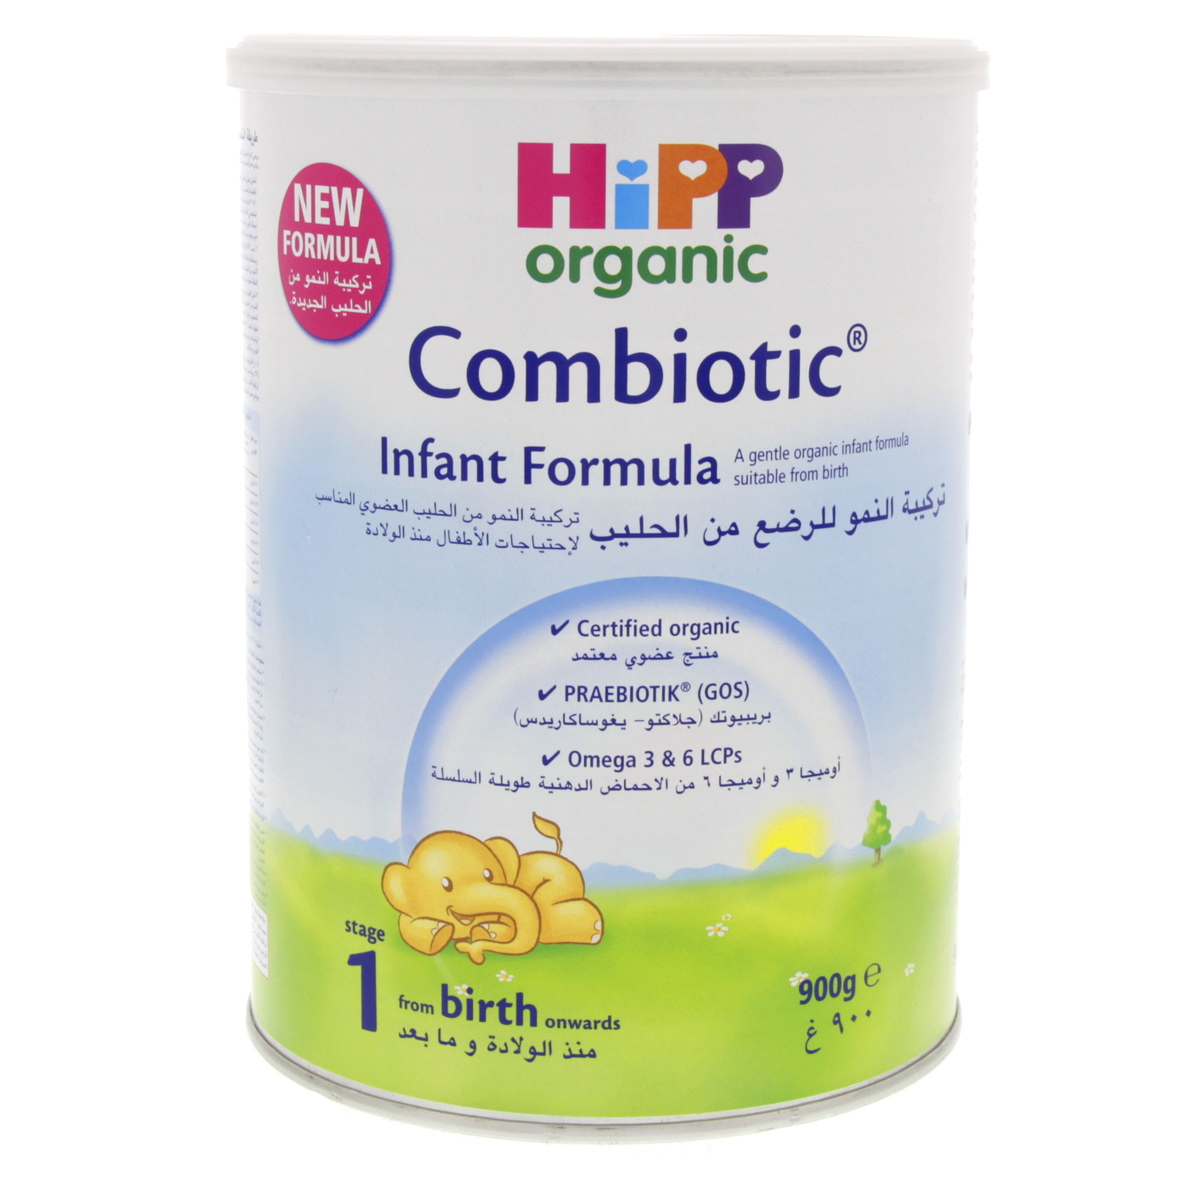 HiPP
organic
NEW
FORMULA
تركيبة النمو من
الحليب الجديدة.
Combiotic®
Infant Formula
A gentle organic infant formula
suitable from birth
تركيبة النمو للرضع من الحليب
تركيبة النمو من الحليب العضوي المناسب
لإحتياجات الأطفال منذ الولادة
✔ Certified organic
منتج عضوي معتمد
✔ PRAEBIOTIK® (GOS)
بريبيوتك (جلاكتو- يغوساكاريدس)
✔ Omega 3 & 6 LCPs
أوميجا ٣ و أوميجا ٦ من الاحماض الدهنية طويلة السلسلة
stage
1
from birth onwards
منذ الولادة و ما بعد
900g e
٩٠٠ غ